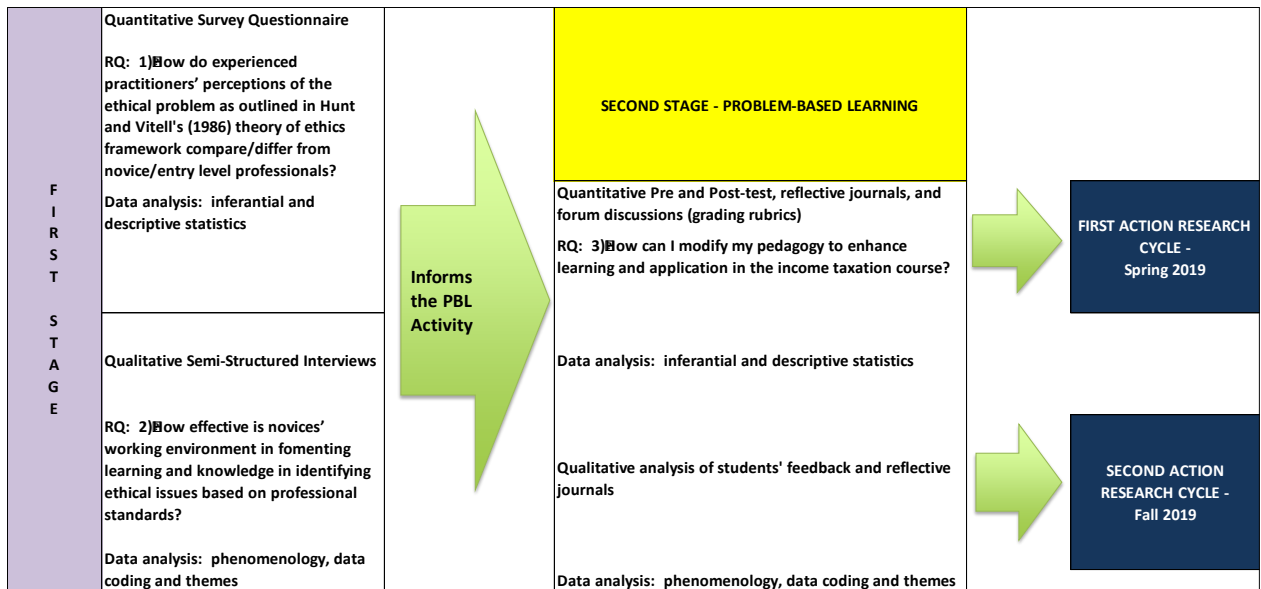 F
I
R
S
T
S
T
A
G
E
Quantitative Survey Questionnaire
RQ: 1) How do experienced
practitioners' perceptions of the
ethical problem as outlined in Hunt
and Vitell's (1986) theory of ethics
framework compare/differ from
novice/entry level professionals?
Data analysis: inferantial and
descriptive statistics
Qualitative Semi-Structured Interviews
RQ: 2) How effective is novices'
working environment in fomenting
learning and knowledge in identifying
ethical issues based on professional
standards?
Data analysis: phenomenology, data
coding and themes
Informs
the PBL
Activity
SECOND STAGE - PROBLEM-BASED LEARNING
Quantitative Pre and Post-test, reflective journals, and
forum discussions (grading rubrics)
RQ: 3) How can I modify my pedagogy to enhance
learning and application in the income taxation course?
Data analysis: inferantial and descriptive statistics
Qualitative analysis of students' feedback and reflective
journals
Data analysis: phenomenology, data coding and themes
FIRST ACTION RESEARCH
CYCLE -
Spring 2019
SECOND ACTION
RESEARCH CYCLE -
Fall 2019